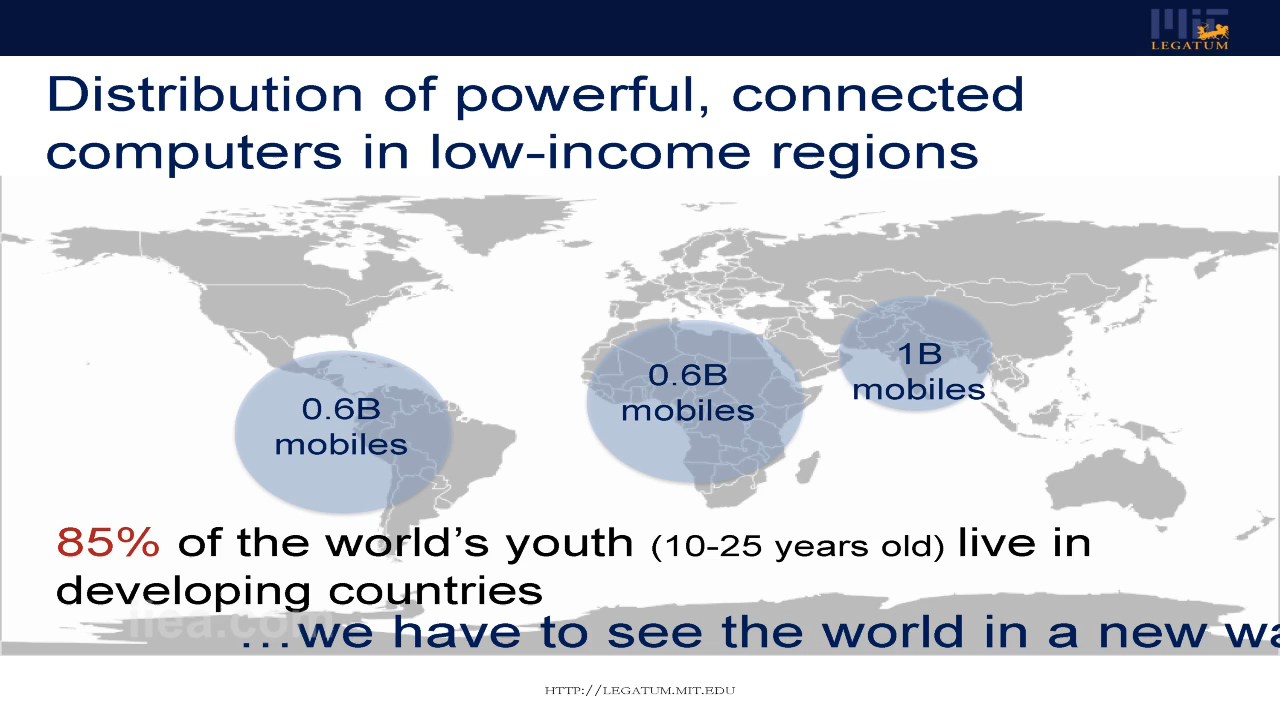 MIT
LEGATUM
Distribution of powerful, connected
computers in low-income regions
1B
mobiles
0.6B
mobiles
0.6B
mobiles
85% of the world's youth (10-25 years old) live in
developing countries
…we have to see the world in a new wa
HTTP://LEGATUM.MIT.EDU